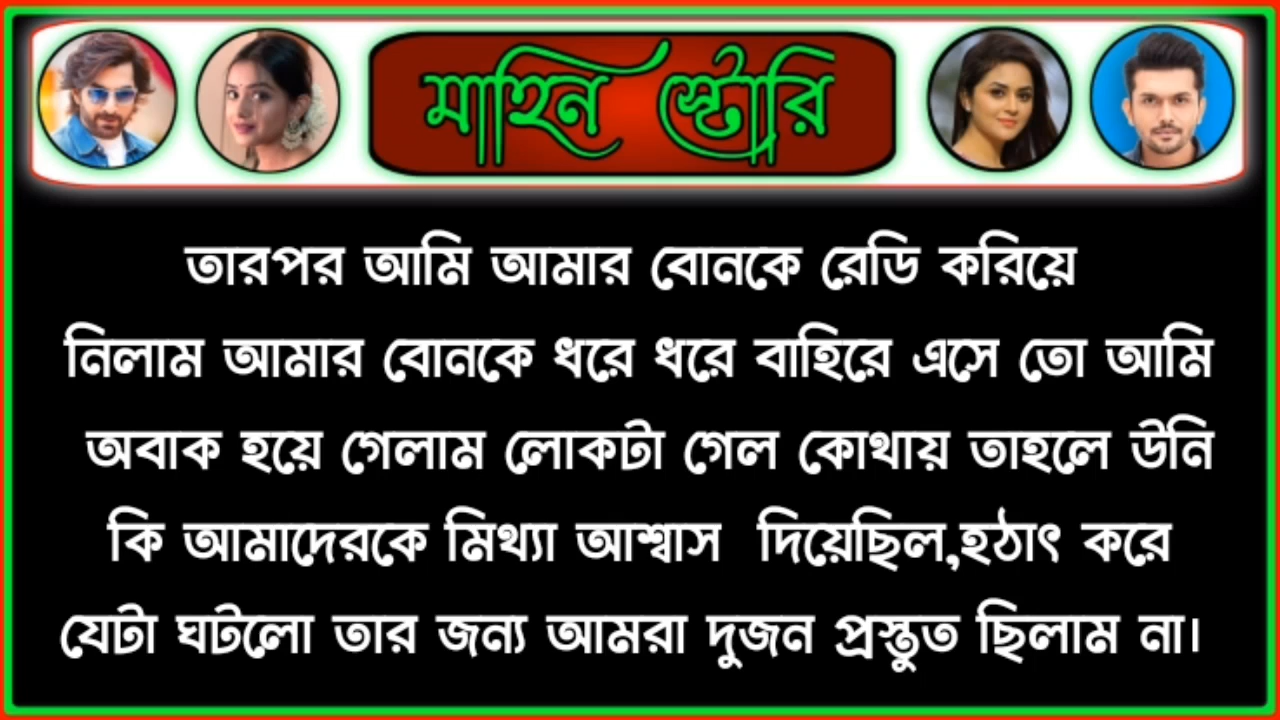 মাহিন স্টোরি
তারপর আমি আমার বোনকে রেডি করিয়ে
নিলাম আমার বোনকে ধরে ধরে বাহিরে এসে তো আমি
অবাক হয়ে গেলাম লোকটা গেল কোথায় তাহলে উনি
কি আমাদেরকে মিথ্যা আশ্বাস দিয়েছিল,হঠাৎ করে
যেটা ঘটলো তার জন্য আমরা দুজন প্রস্তুত ছিলাম না।